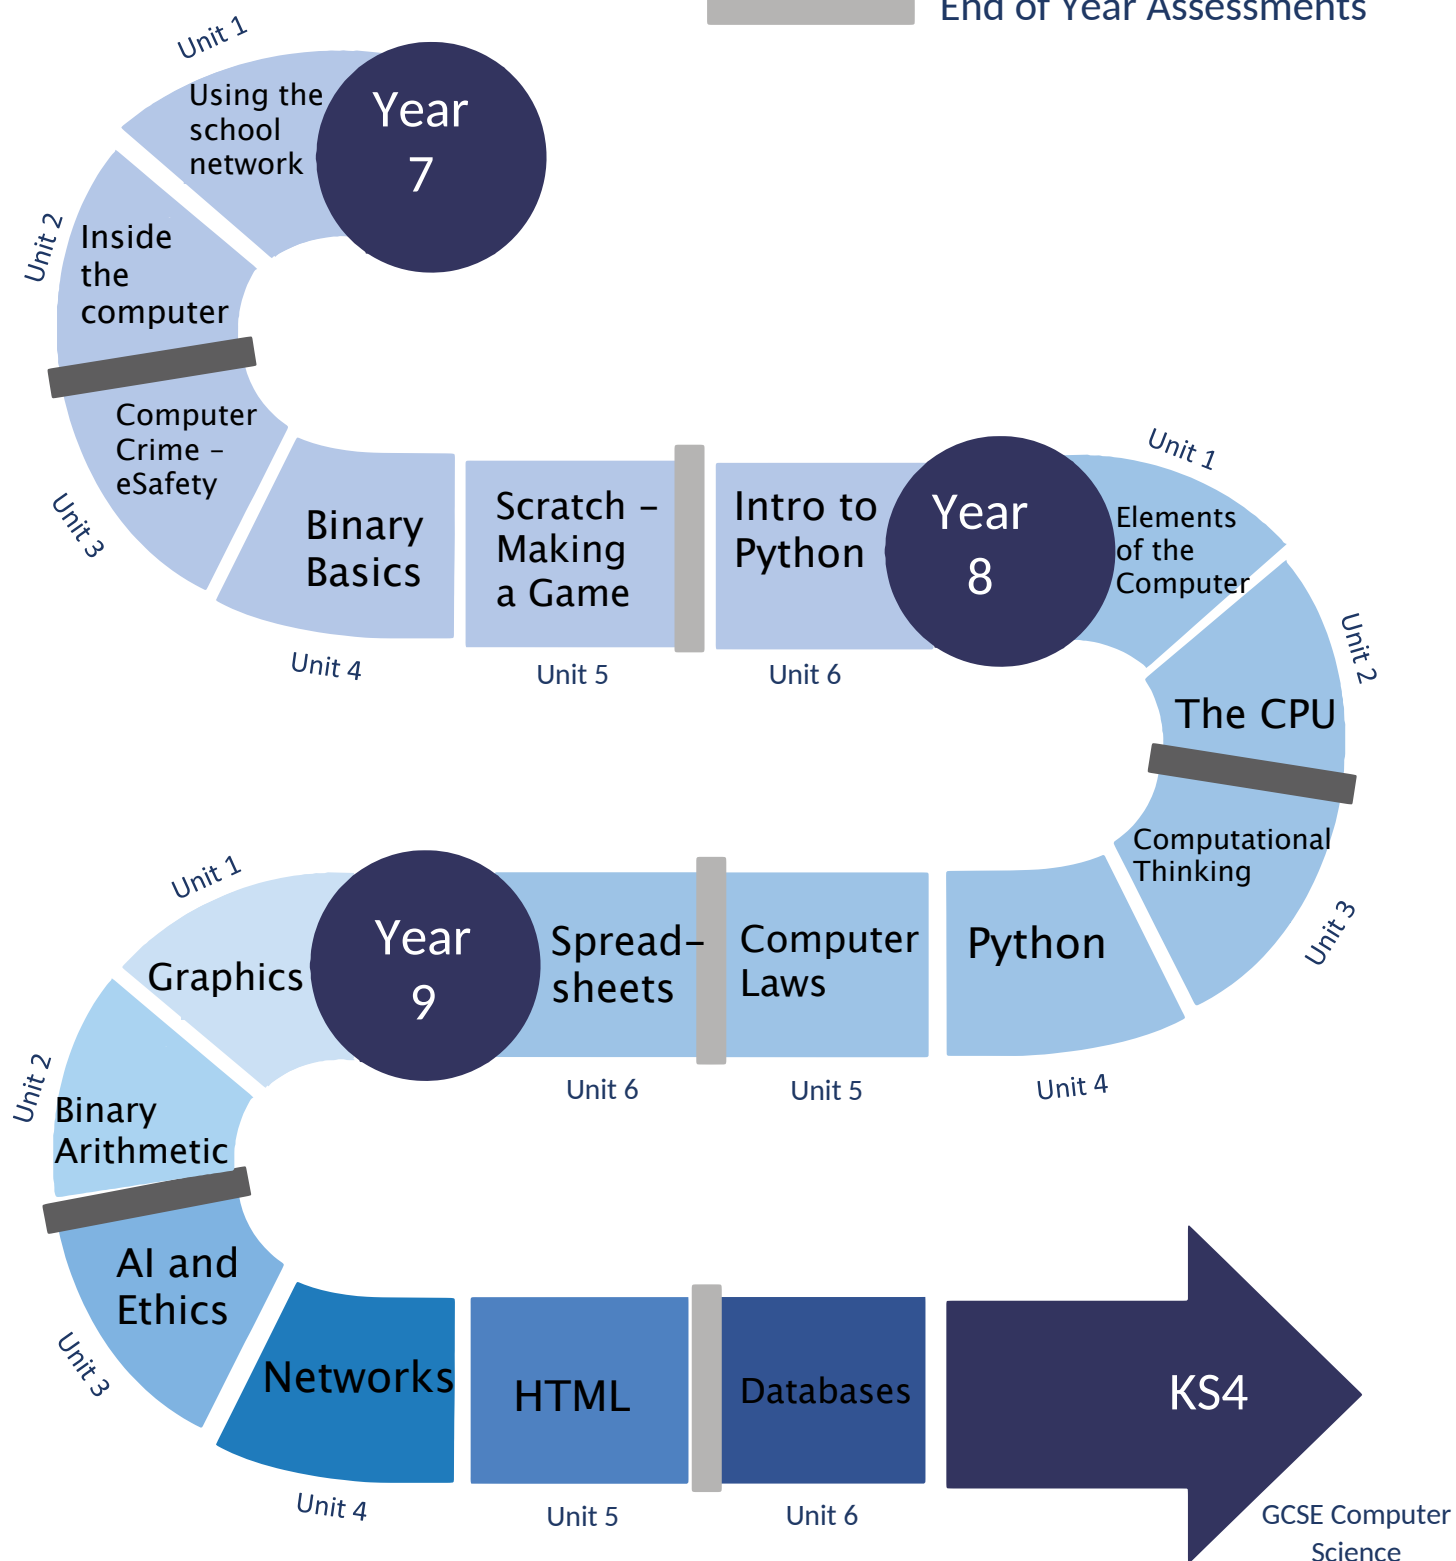 End of Year Assessments
Unit 1
Using the
school
network
Year
7
Unit 2
Inside
the
computer
Computer
Crime –
eSafety
Unit 3
Binary
Basics
Unit 4
Scratch –
Making
a Game
Unit 5
Intro to
Python
Unit 6
Year
8
Unit 1
Elements
of the
Computer
Unit 2
The CPU
Computational
Thinking
Unit 3
Python
Unit 4
Computer
Laws
Unit 5
Spread–
sheets
Unit 6
Year
9
Unit 1
Graphics
Unit 2
Binary
Arithmetic
AI and
Ethics
Unit 3
Networks
Unit 4
HTML
Unit 5
Databases
Unit 6
KS4
GCSE Computer
Science